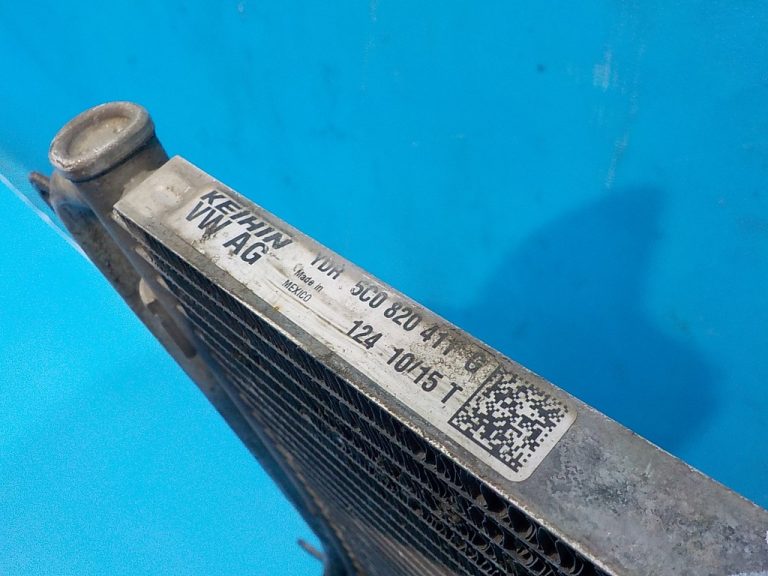 KEIHIN YDR 5C0 820 411 G
VW AG Made in MEXICO 124 10/15 T